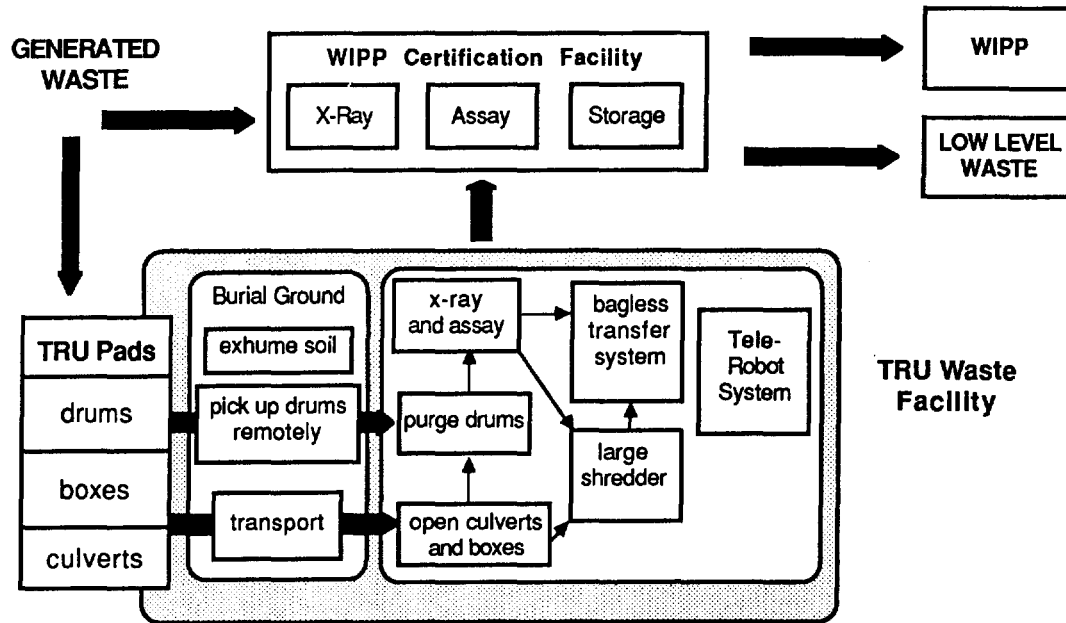 GENERATED
WASTE
WIPP Certification Facility
X-Ray
Assay
Storage
WIPP
LOW LEVEL
WASTE
TRU Pads
drums
boxes
culverts
Burial Ground
exhume soil
pick up drums
remotely
transport
x-ray
and assay
purge drums
open culverts
and boxes
bagless
transfer
system
large
shredder
Tele-
Robot
System
TRU Waste
Facility